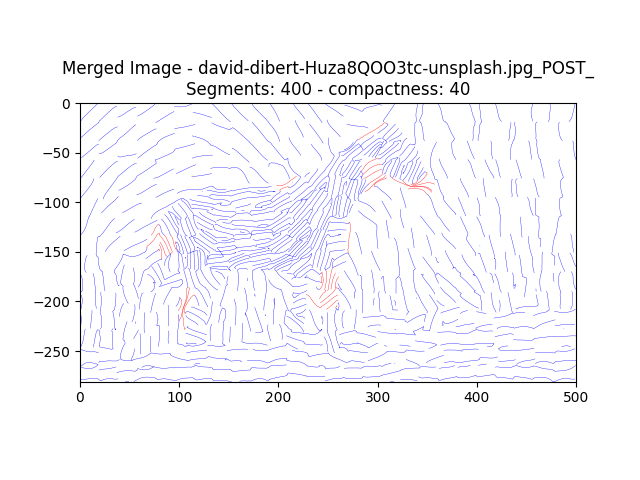 Merged Image - david-dibert-Huza8QOO3tc-unsplash.jpg_POST_
Segments: 400 - compactness: 40
0
−50
−100
−150
−200
−250
0 100 200 300 400 500